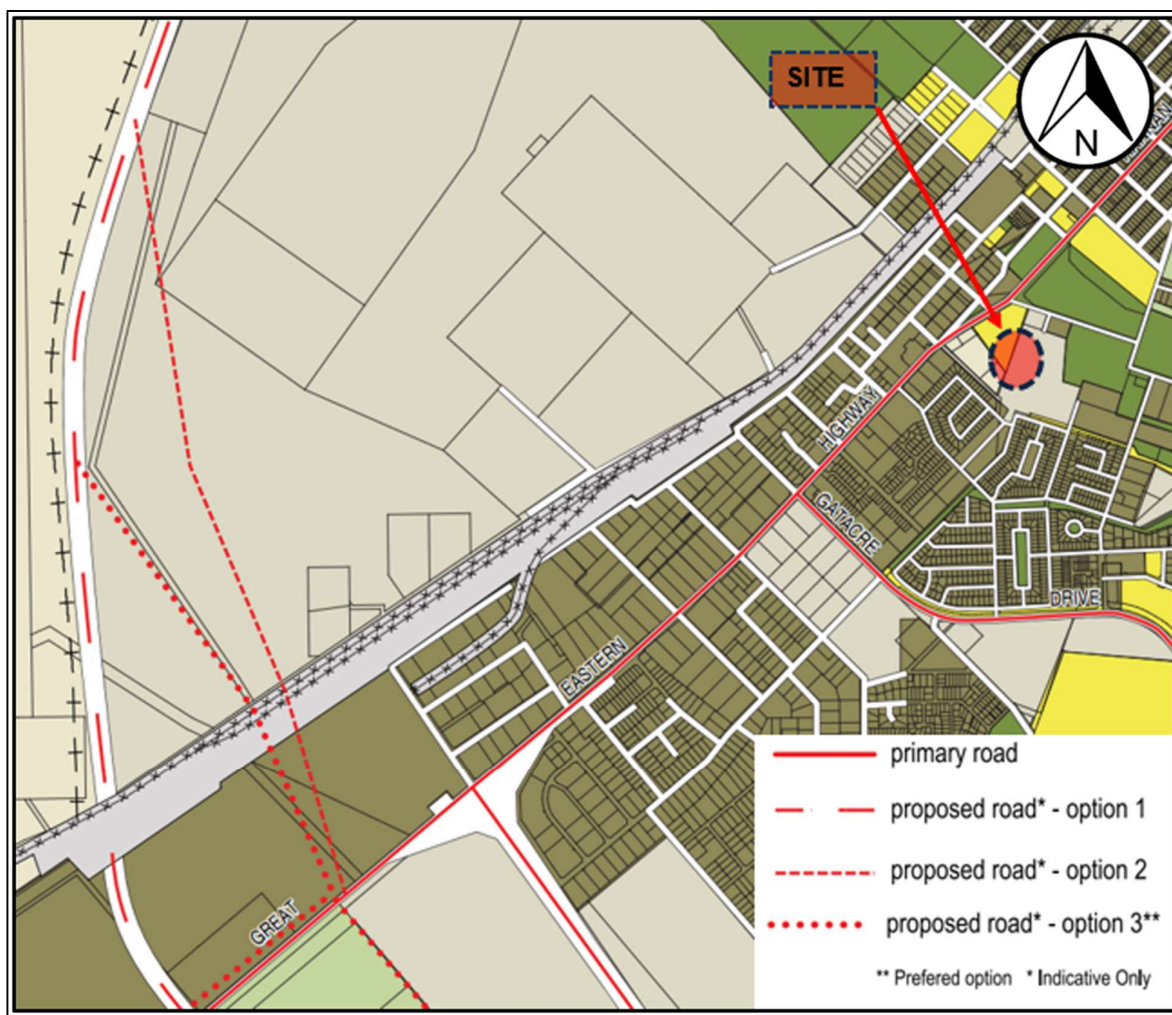 SITE
N
HIGHWAY
GATACRE
DRIVE
EASTERN
GREAT
primary road
proposed road* - option 1
proposed road* - option 2
proposed road* - option 3**
** Prefered option * Indicative Only